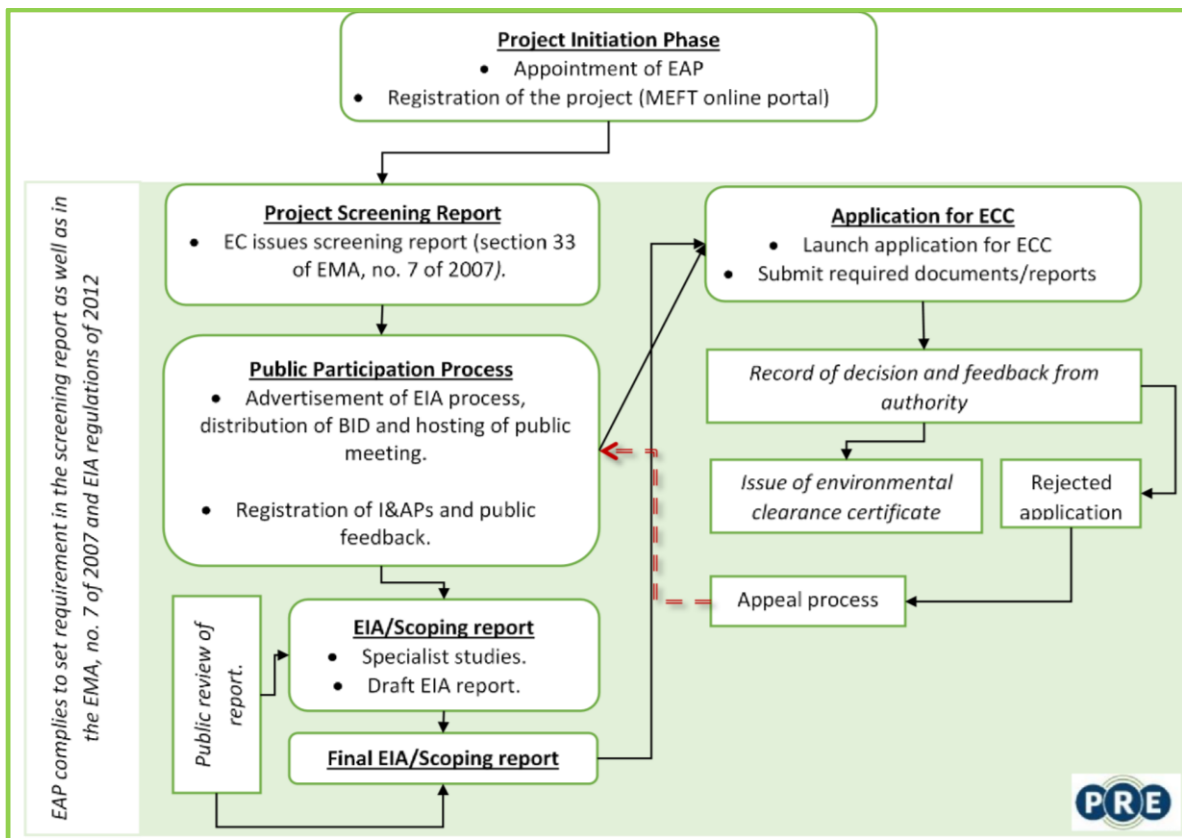 Project Initiation Phase
• Appointment of EAP
• Registration of the project (MEFT online portal)
EAP complies to set requirement in the screening report as well as in
the EMA, no. 7 of 2007 and EIA regulations of 2012
Project Screening Report
• EC issues screening report (section 33
of EMA, no. 7 of 2007).
Public Participation Process
• Advertisement of EIA process,
distribution of BID and hosting of public
meeting.
• Registration of I&APs and public
feedback.
Public review of
report.
EIA/Scoping report
• Specialist studies.
• Draft EIA report.
Final EIA/Scoping report
Application for ECC
• Launch application for ECC
• Submit required documents/reports
Record of decision and feedback from
authority
Issue of environmental
clearance certificate
Rejected
application
Appeal process
PRE